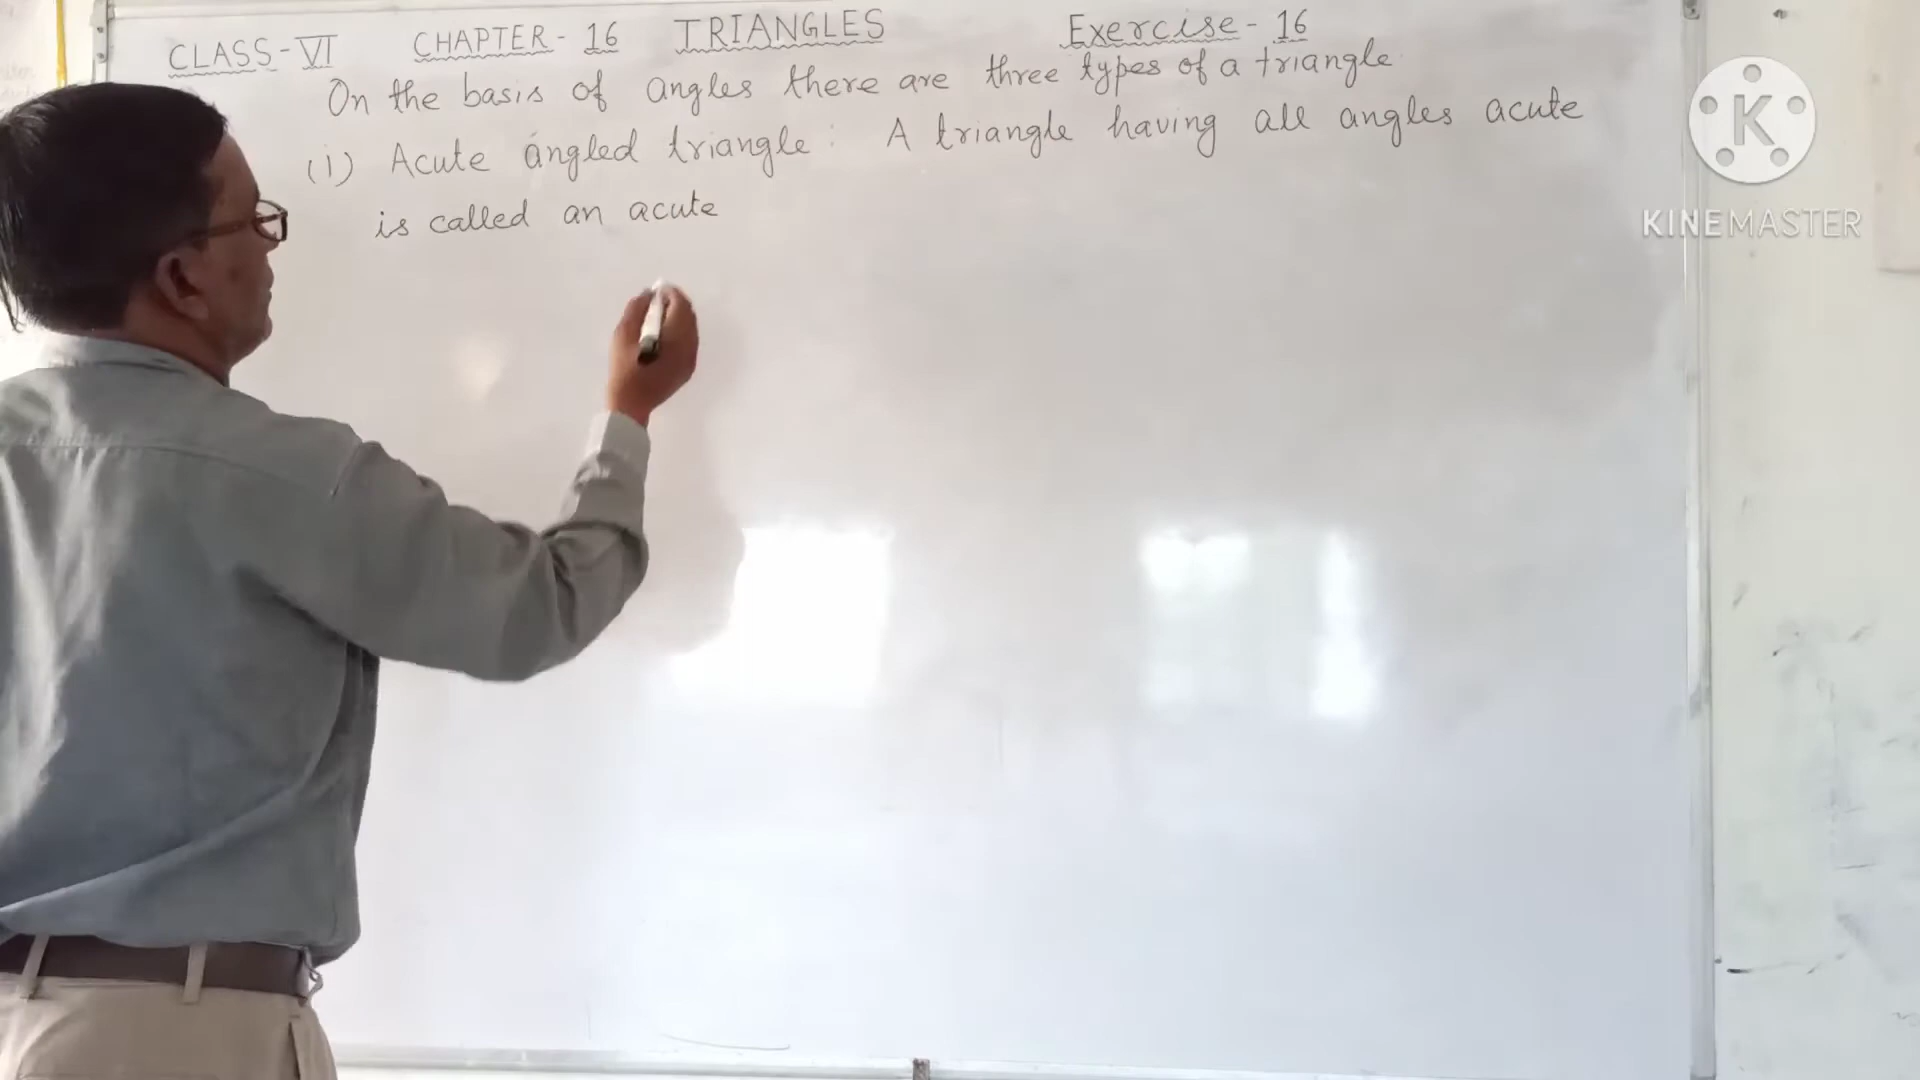 CLASS-VI CHAPTER-16 TRIANGLES Exercise-16
On the basis of angles there are three types of a triangle
(i) Acute angled triangle: A triangle having all angles acute
is called an acute
K
KINEMASTER